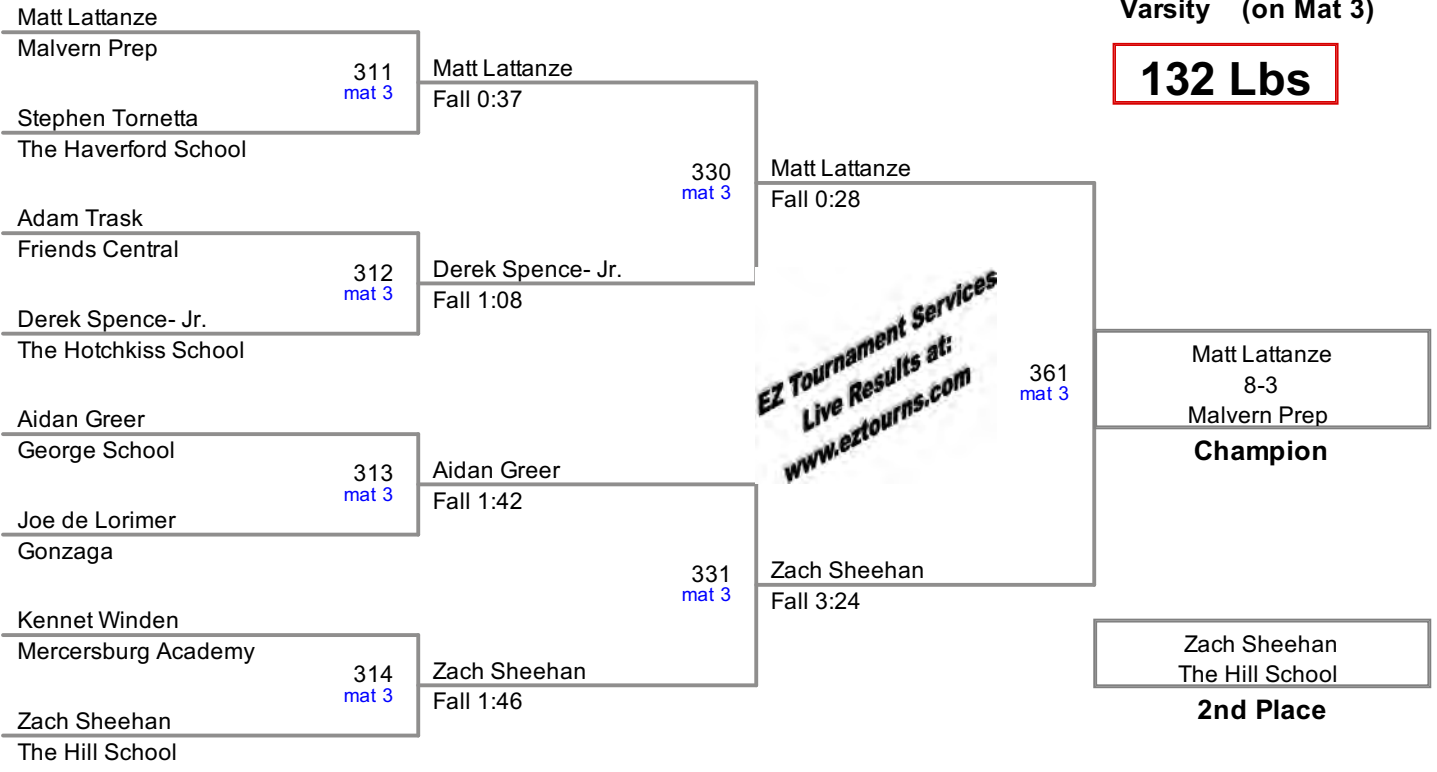 Varsity (on Mat 3)
132 Lbs
Matt Lattanze
Malvern Prep
311
mat 3
Stephen Tornetta
The Haverford School
Matt Lattanze
Fall 0:37
330
mat 3
Adam Trask
Friends Central
312
mat 3
Derek Spence- Jr.
The Hotchkiss School
Derek Spence- Jr.
Fall 1:08
Matt Lattanze
Fall 0:28
EZ Tournament Services
Live Results at:
www.eztourns.com
361
mat 3
Aidan Greer
George School
313
mat 3
Joe de Lorimer
Gonzaga
Aidan Greer
Fall 1:42
331
mat 3
Kennet Winden
Mercersburg Academy
314
mat 3
Zach Sheehan
The Hill School
Zach Sheehan
Fall 1:46
Zach Sheehan
Fall 3:24
Matt Lattanze
8-3
Malvern Prep
Champion
Zach Sheehan
The Hill School
2nd Place